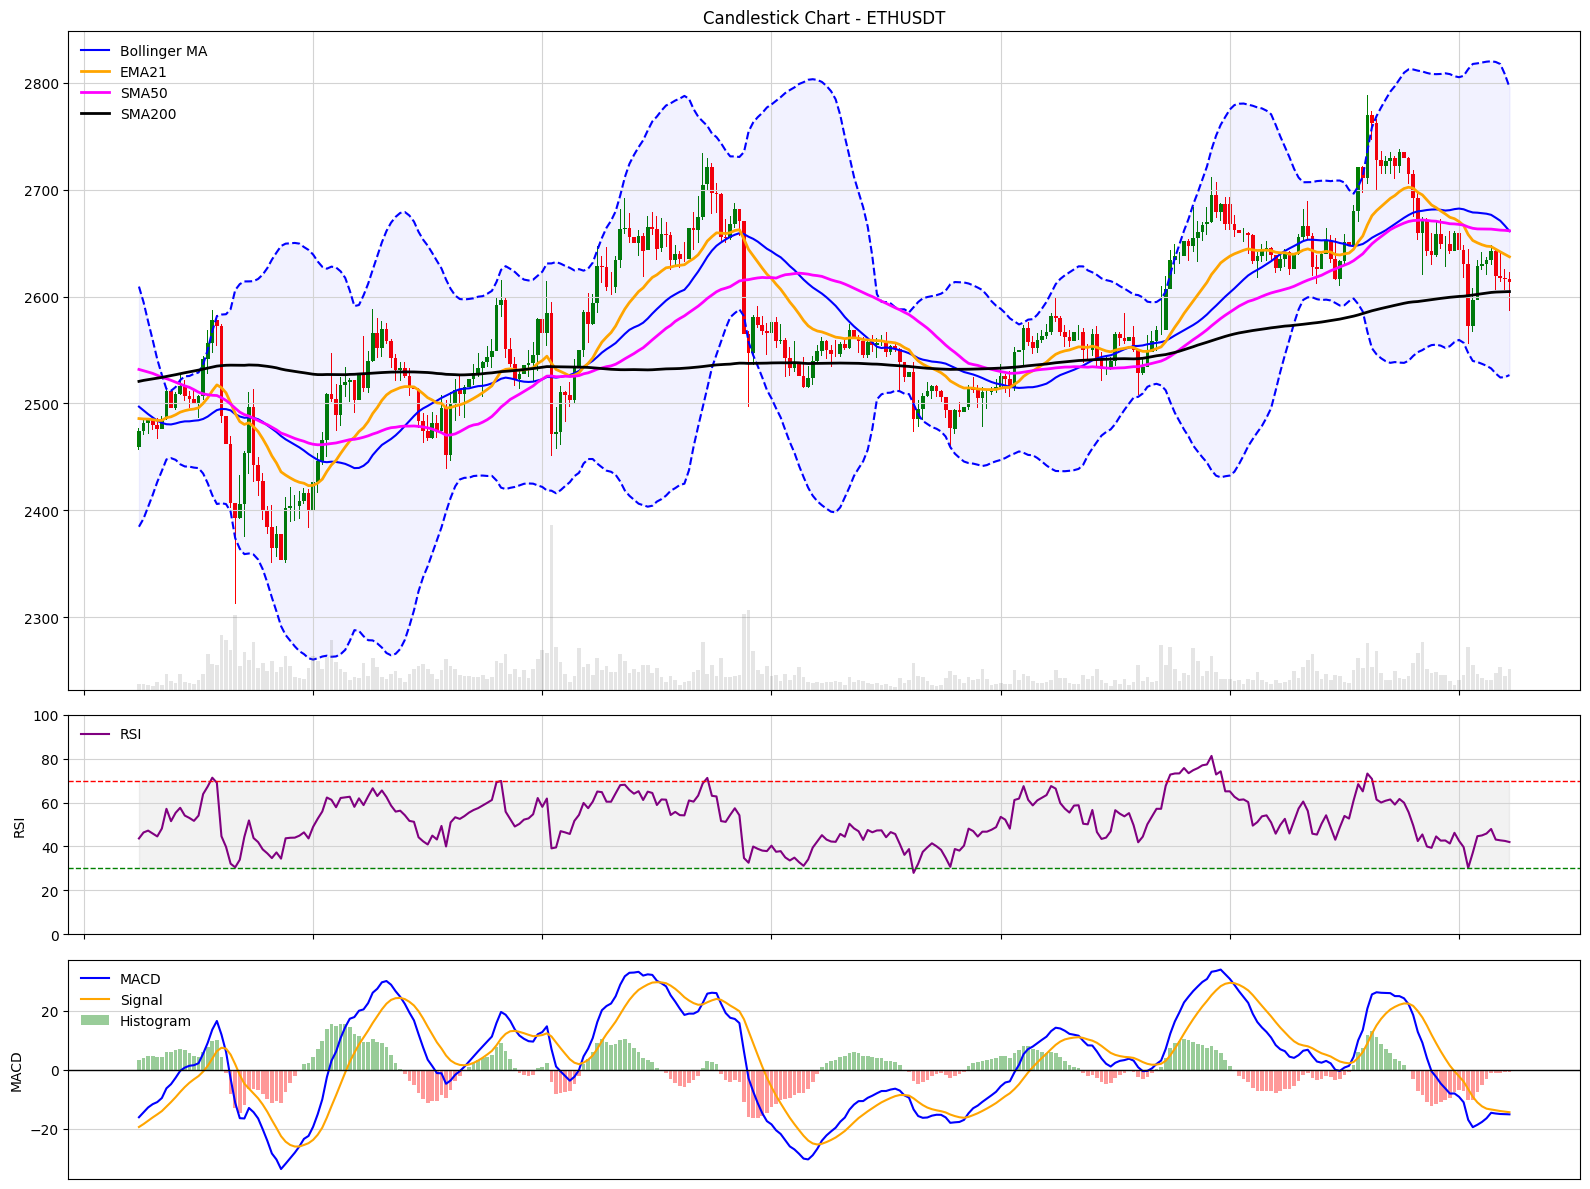 Candlestick Chart - ETHUSDT
Bollinger MA
EMA21
SMA50
SMA200
2800
2700
2600
2500
2400
2300
RSI
100
80
60
40
20
0
RSI
MACD
Signal
Histogram
20
0
−20
MACD